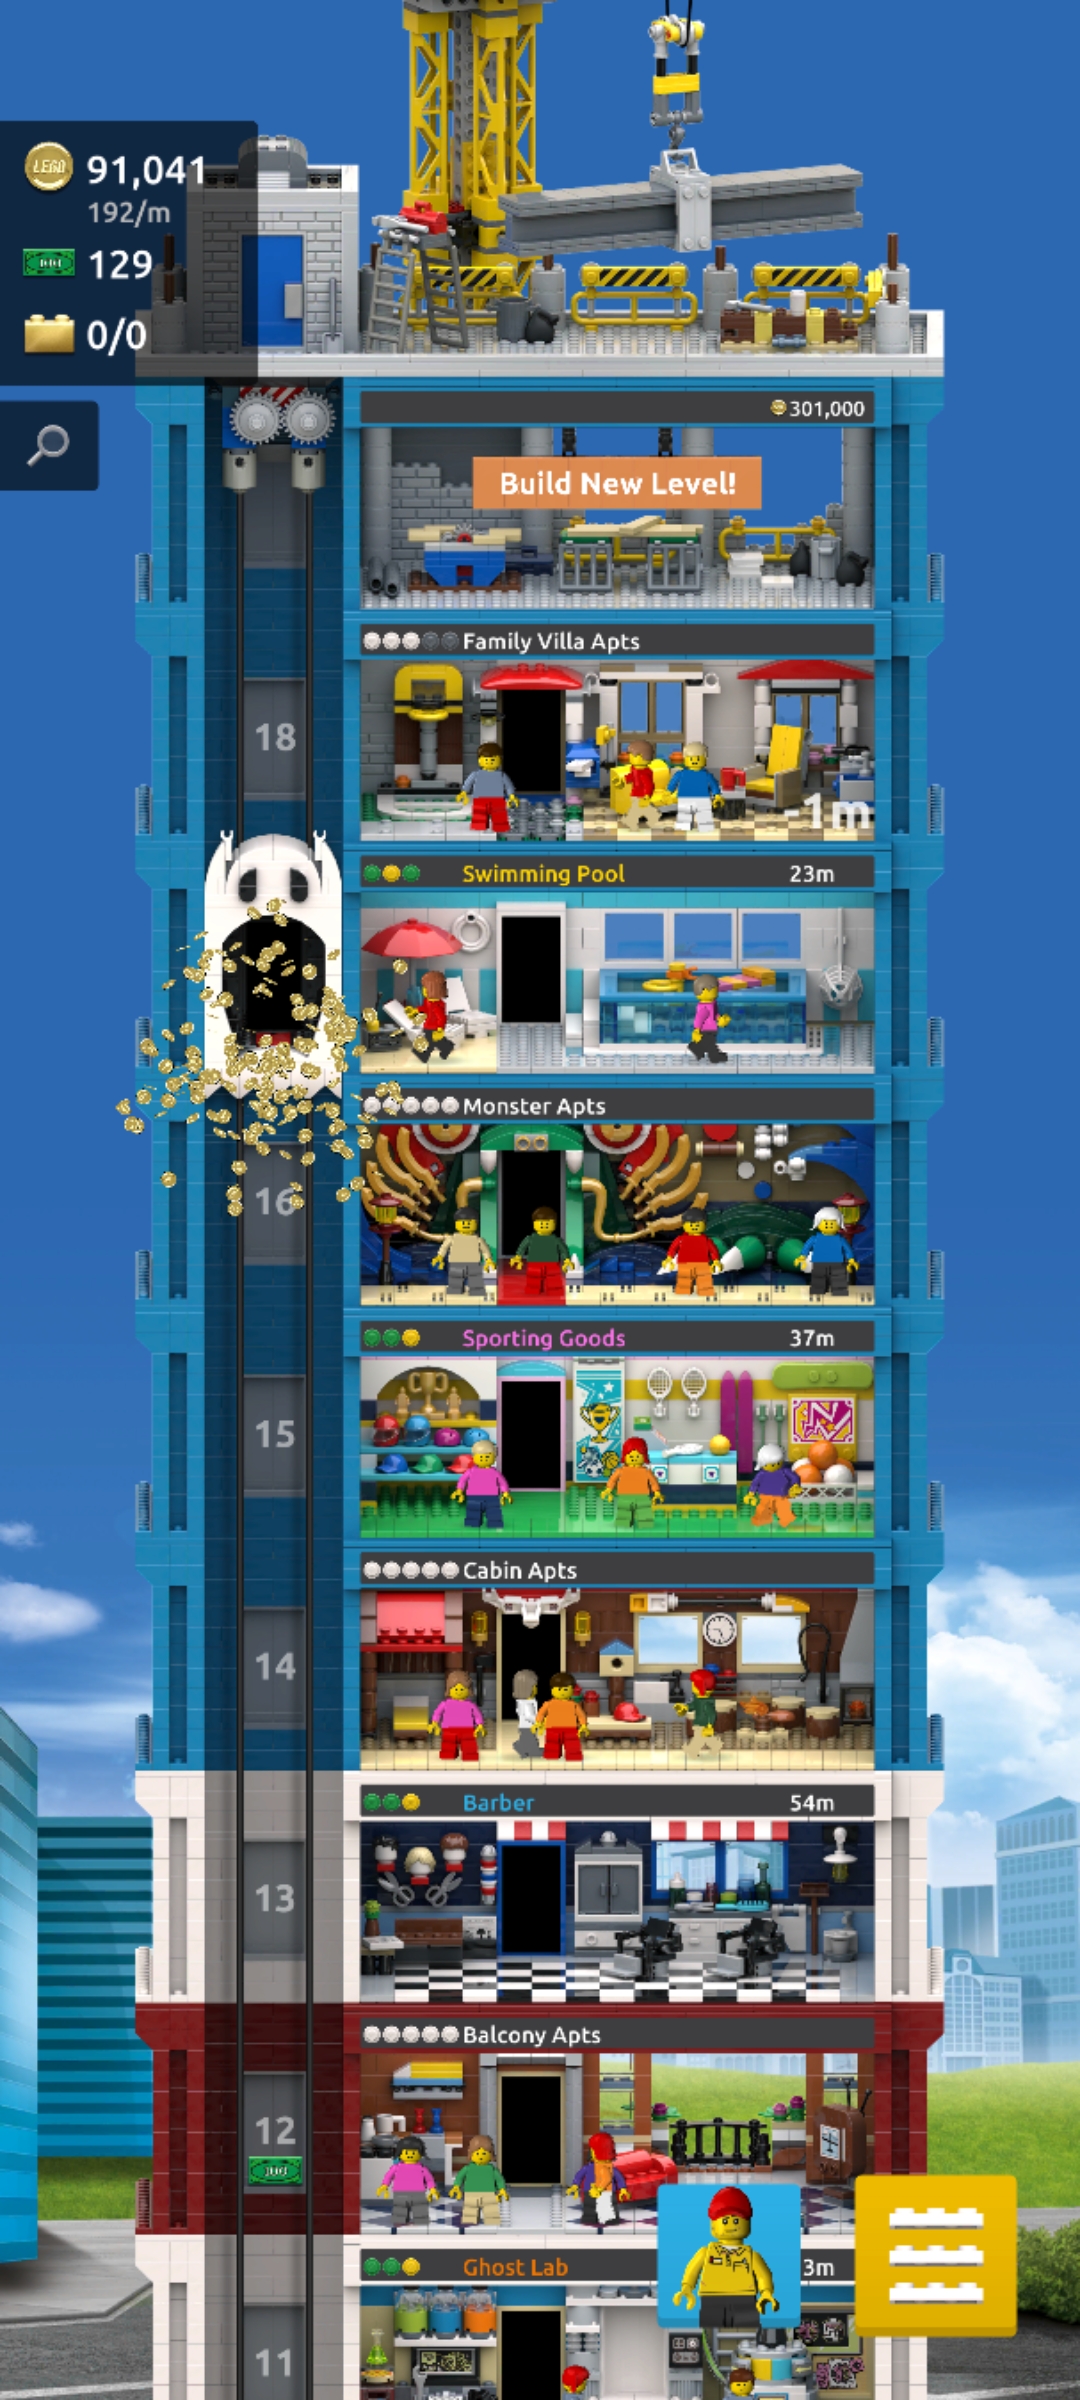 LEGO 91,041
192/m
129
0/0
301,000
Build New Level!
Family Villa Apts
18
-1m
Swimming Pool 23m
Monster Apts
16
Sporting Goods 37m
15
Cabin Apts
14
Barber 54m
13
Balcony Apts
12
100
Ghost Lab 3m
11